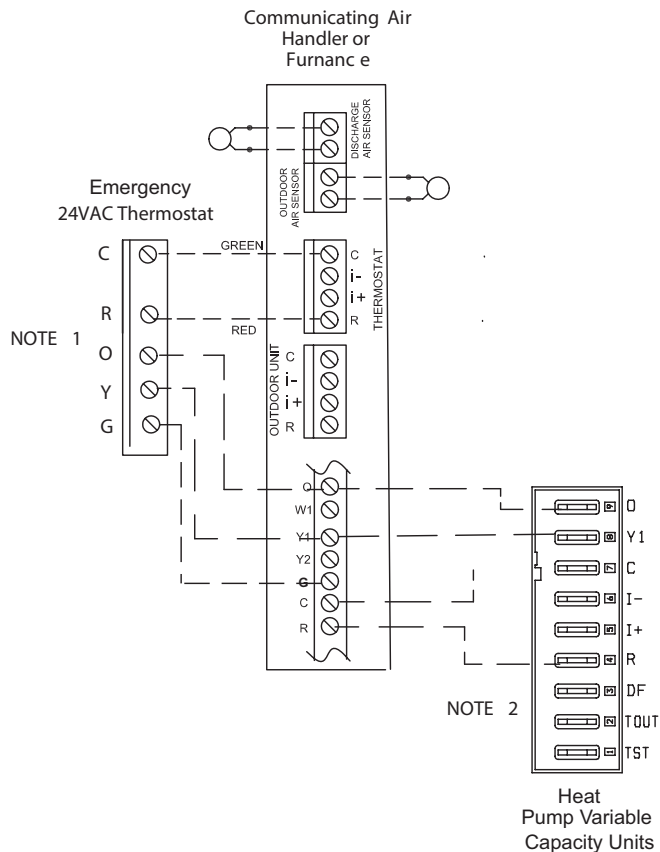 Communicating Air
Handler or
Furnanc e
DISCHARGE
AIR SENSOR
OUTDOOR
AIR SENSOR
Emergency
24VAC Thermostat
C
GREEN
C
i-
i+
R
THERMOSTAT
R
RED
NOTE 1
O
Y
G
OUTDOOR UNIT
C
i-
i+
R
O
W1
Y1
Y2
G
C
R
9 O
8 Y1
7 C
6 I-
5 I+
4 R
3 DF
2 TOUT
1 TST
NOTE 2
Heat
Pump Variable
Capacity Units